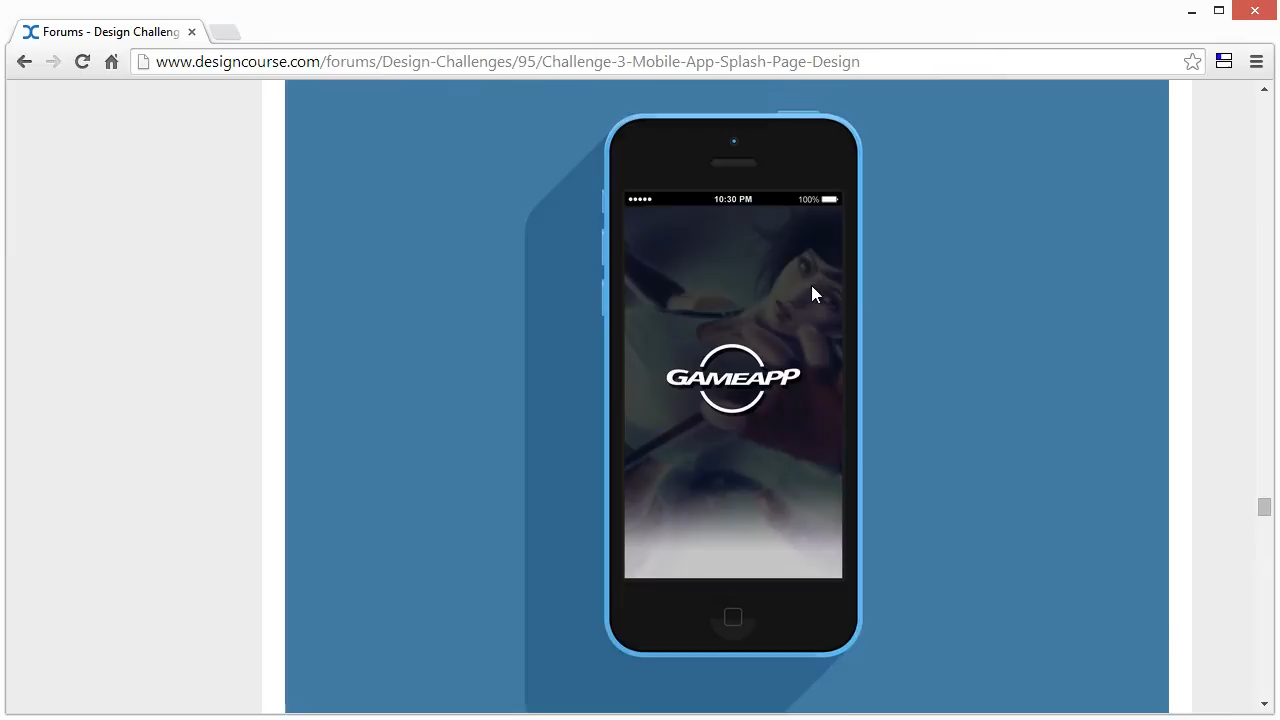 Forums - Design Challeng
www.designcourse.com/forums/Design-Challenges/95/Challenge-3-Mobile-App-Splash-Page-Design
10:30 PM
100%
GAMEAPP